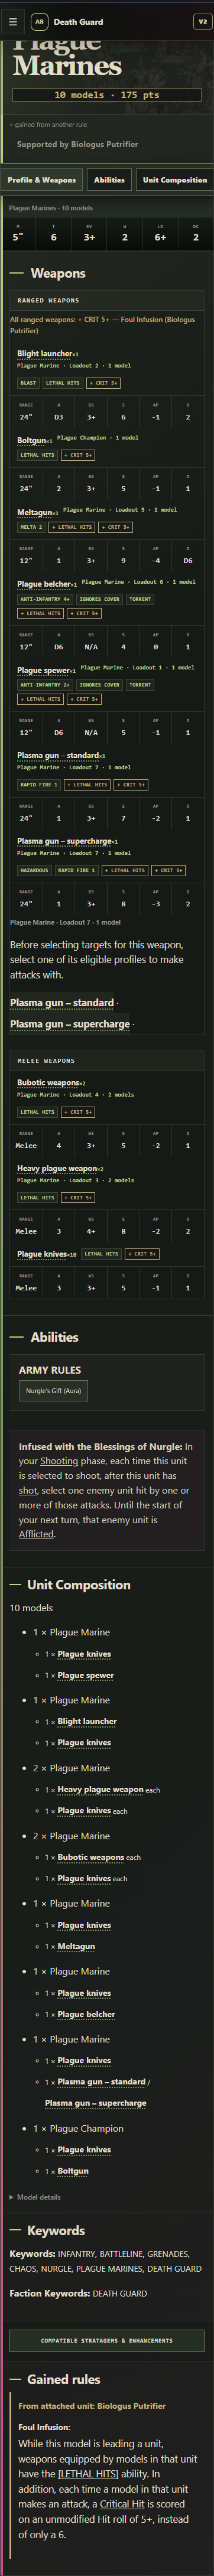 AB
Death Guard
V2
Plague
Marines
10 models • 175 pts
+ gained from another rule
Supported by Biologus Putrifier
Profile & Weapons
Abilities
Unit Composition
Plague Marines · 10 models
M T SV W LD OC
5" 6 3+ 2 6+ 2
Weapons
RANGED WEAPONS
All ranged weapons: + CRIT 5+ — Foul Infusion (Biologus
Putrifier)
Blight launcher×1
Plague Marine · Loadout 2 · 1 model
BLAST LETHAL HITS + CRIT 5+
RANGE A BS S AP D
24" D3 3+ 6 -1 2
Boltgun×1 Plague Champion · 1 model
LETHAL HITS + CRIT 5+
RANGE A BS S AP D
24" 2 3+ 5 -1 1
Meltagun×1 Plague Marine · Loadout 5 · 1 model
MELTA 2 + LETHAL HITS + CRIT 5+
RANGE A BS S AP D
12" 1 3+ 9 -4 D6
Plague belcher×1 Plague Marine · Loadout 6 · 1 model
ANTI-INFANTRY 4+ IGNORES COVER TORRENT
+ LETHAL HITS + CRIT 5+
RANGE A BS S AP D
12" D6 N/A 4 0 1
Plague spewer×1 Plague Marine · Loadout 1 · 1 model
ANTI-INFANTRY 2+ IGNORES COVER TORRENT
+ LETHAL HITS + CRIT 5+
RANGE A BS S AP D
12" D6 N/A 5 -1 1
Plasma gun – standard×1
Plague Marine · Loadout 7 · 1 model
RAPID FIRE 1 + LETHAL HITS + CRIT 5+
RANGE A BS S AP D
24" 1 3+ 7 -2 1
Plasma gun – supercharge×1
Plague Marine · Loadout 7 · 1 model
HAZARDOUS RAPID FIRE 1 + LETHAL HITS + CRIT 5+
RANGE A BS S AP D
24" 1 3+ 8 -3 2
Plague Marine · Loadout 7 · 1 model
Before selecting targets for this weapon,
select one of its eligible profiles to make
attacks with.
Plasma gun – standard ·
Plasma gun – supercharge ·
MELEE WEAPONS
Bubotic weapons×2
Plague Marine · Loadout 4 · 2 models
LETHAL HITS + CRIT 5+
RANGE A WS S AP D
Melee 4 3+ 5 -2 1
Heavy plague weapon×2
Plague Marine · Loadout 3 · 2 models
LETHAL HITS + CRIT 5+
RANGE A WS S AP D
Melee 3 4+ 8 -2 2
Plague knives×10 LETHAL HITS + CRIT 5+
RANGE A WS S AP D
Melee 3 3+ 5 -1 1
Abilities
ARMY RULES
Nurgle's Gift (Aura)
Infused with the Blessings of Nurgle: In
your Shooting phase, each time this unit
is selected to shoot, after this unit has
shot, select one enemy unit hit by one or
more of those attacks. Until the start of
your next turn, that enemy unit is
Afflicted.
Unit Composition
10 models
• 1 × Plague Marine
◦ 1 × Plague knives
◦ 1 × Plague spewer
• 1 × Plague Marine
◦ 1 × Blight launcher
◦ 1 × Plague knives
• 2 × Plague Marine
◦ 1 × Heavy plague weapon each
◦ 1 × Plague knives each
• 2 × Plague Marine
◦ 1 × Bubotic weapons each
◦ 1 × Plague knives each
• 1 × Plague Marine
◦ 1 × Plague knives
◦ 1 × Meltagun
• 1 × Plague Marine
◦ 1 × Plague knives
◦ 1 × Plague belcher
• 1 × Plague Marine
◦ 1 × Plague knives
◦ 1 × Plasma gun – standard /
Plasma gun – supercharge
• 1 × Plague Champion
◦ 1 × Plague knives
◦ 1 × Boltgun
▶ Model details
Keywords
Keywords: INFANTRY, BATTLELINE, GRENADES,
CHAOS, NURGLE, PLAGUE MARINES, DEATH GUARD
Faction Keywords: DEATH GUARD
COMPATIBLE STRATAGEMS & ENHANCEMENTS
Gained rules
From attached unit: Biologus Putrifier
Foul Infusion:
While this model is leading a unit,
weapons equipped by models in that unit
have the [LETHAL HITS] ability. In
addition, each time a model in that unit
makes an attack, a Critical Hit is scored
on an unmodified Hit roll of 5+, instead
of only a 6.